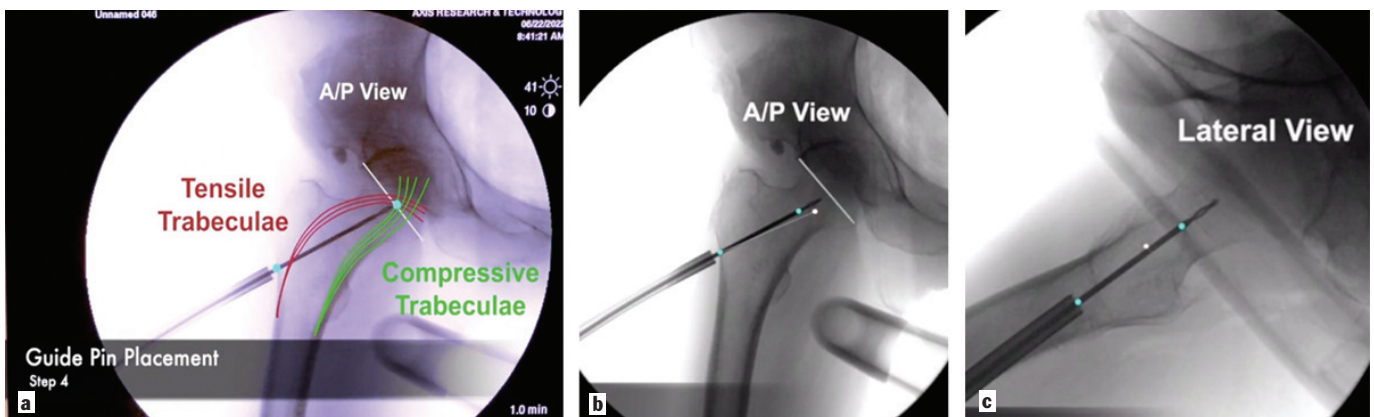 Unnamed 046
AXIS RESEARCH & TECHNOLOG
06/22/2022
8:41:21 AM
41-
10
A/P View
Tensile
Trabeculae
Compressive
Trabeculae
Guide Pin Placement
Step 4
1.0 min
a
A/P View
b
Lateral View
c